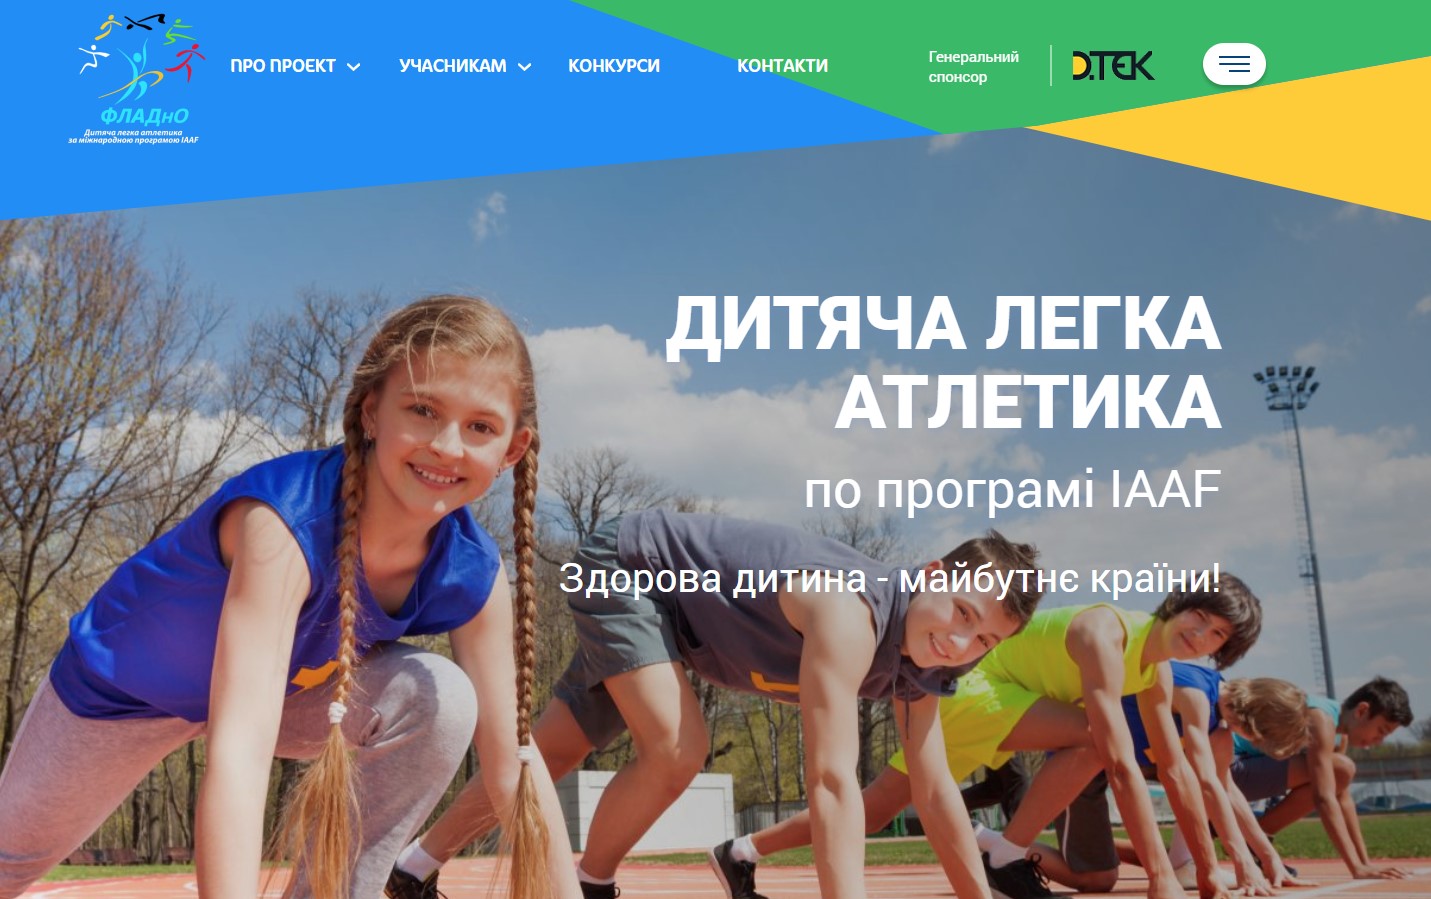 ФЛАДнО
Дитяча легка атлетика
за міжнародною програмою IAAF
ПРО ПРОЕКТ
УЧАСНИКАМ
КОНКУРСИ
КОНТАКТИ
Генеральний
спонсор
ДТЕК
ДИТЯЧА ЛЕГКА
АТЛЕТИКА
по програмі IAAF
Здорова дитина - майбутнє країни!